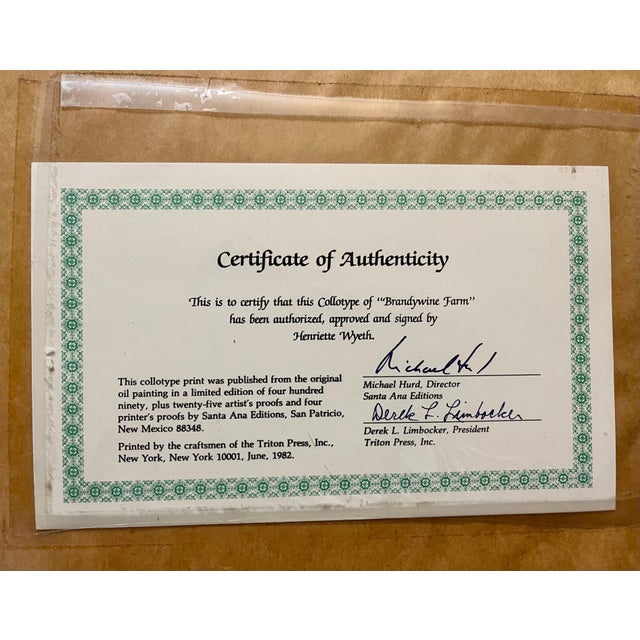 Certificate of Authenticity
This is to certify that this Collotype of "Brandywine Farm"
has been authorized, approved and signed by
Henriette Wyeth.
This collotype print was published from the original
oil painting in a limited edition of four hundred
ninety, plus twenty-five artist's proofs and four
printer's proofs by Santa Ana Editions, San Patricio,
New Mexico 88348.
Printed by the craftsmen of the Triton Press, Inc.,
New York, New York 10001, June, 1982.
Michael Hurd
Michael Hurd, Director
Santa Ana Editions
Derek L. Limbocker
Derek L. Limbocker, President
Triton Press, Inc.